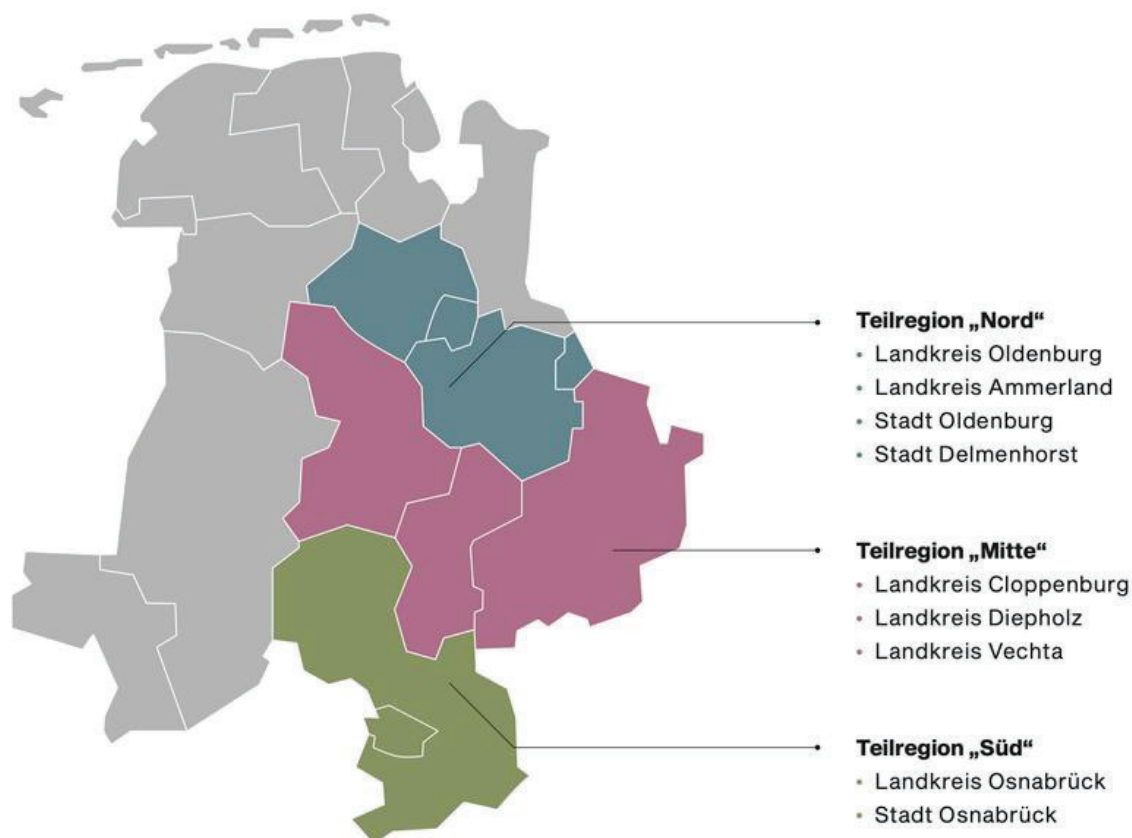 Teilregion „Nord“
• Landkreis Oldenburg
• Landkreis Ammerland
• Stadt Oldenburg
• Stadt Delmenhorst
Teilregion „Mitte“
• Landkreis Cloppenburg
• Landkreis Diepholz
• Landkreis Vechta
Teilregion „Süd“
• Landkreis Osnabrück
• Stadt Osnabrück